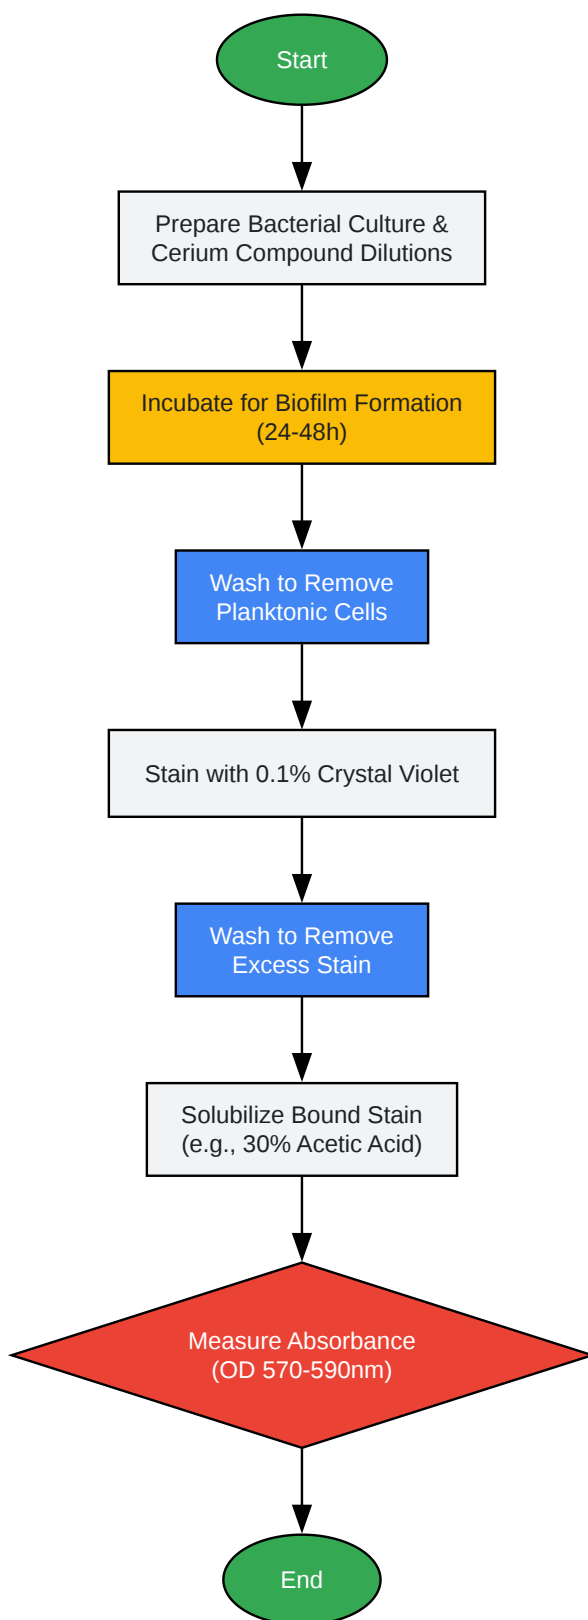 Start
Prepare Bacterial Culture &
Cerium Compound Dilutions
Incubate for Biofilm Formation
(24-48h)
Wash to Remove
Planktonic Cells
Stain with 0.1% Crystal Violet
Wash to Remove
Excess Stain
Solubilize Bound Stain
(e.g., 30% Acetic Acid)
Measure Absorbance
(OD 570-590nm)
End